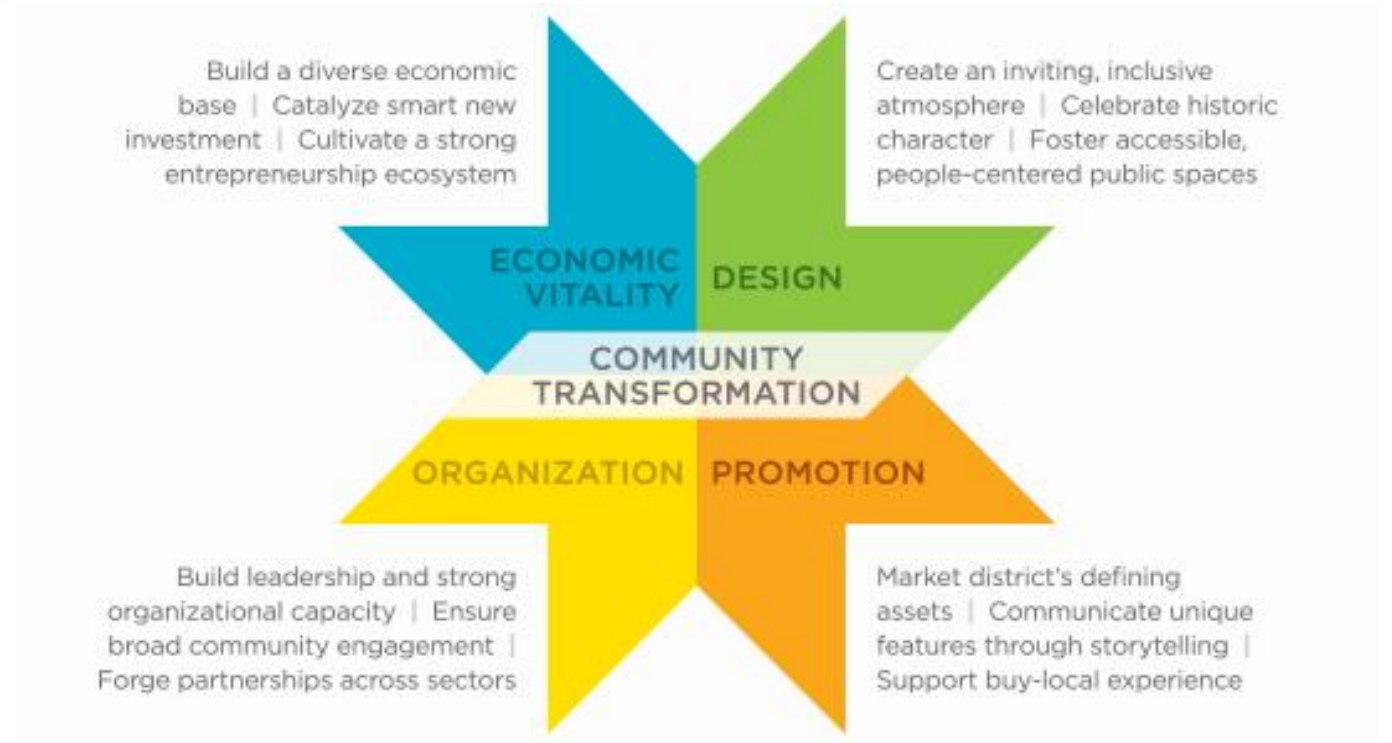 Build a diverse economic
base | Catalyze smart new
investment | Cultivate a strong
entrepreneurship ecosystem
Create an inviting, inclusive
atmosphere | Celebrate historic
character | Foster accessible,
people-centered public spaces
ECONOMIC
VITALITY
DESIGN
COMMUNITY
TRANSFORMATION
ORGANIZATION
PROMOTION
Build leadership and strong
organizational capacity | Ensure
broad community engagement |
Forge partnerships across sectors
Market district's defining
assets | Communicate unique
features through storytelling |
Support buy-local experience